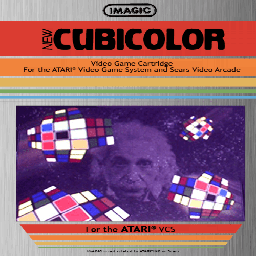 IMAGIC
NEW CUBICOLOR
Video Game Cartridge
For the ATARI® Video Game System and Sears Video Arcade
For the ATARI® VCS